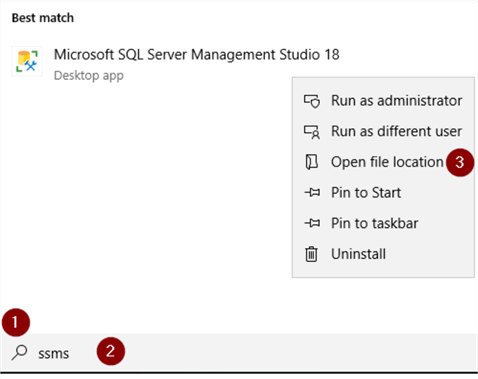 Best match
Microsoft SQL Server Management Studio 18
Desktop app
Run as administrator
Run as different user
Open file location 3
Pin to Start
Pin to taskbar
Uninstall
1
ssms 2